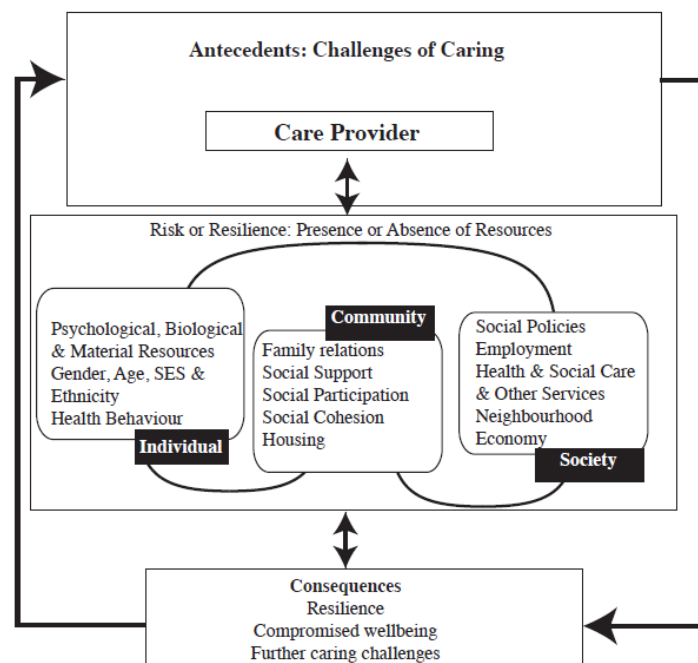 Antecedents: Challenges of Caring
Care Provider
Risk or Resilience: Presence or Absence of Resources
Psychological, Biological
& Material Resources
Gender, Age, SES &
Ethnicity
Health Behaviour
Individual
Community
Family relations
Social Support
Social Participation
Social Cohesion
Housing
Social Policies
Employment
Health & Social Care
& Other Services
Neighbourhood
Economy
Society
Consequences
Resilience
Compromised wellbeing
Further caring challenges